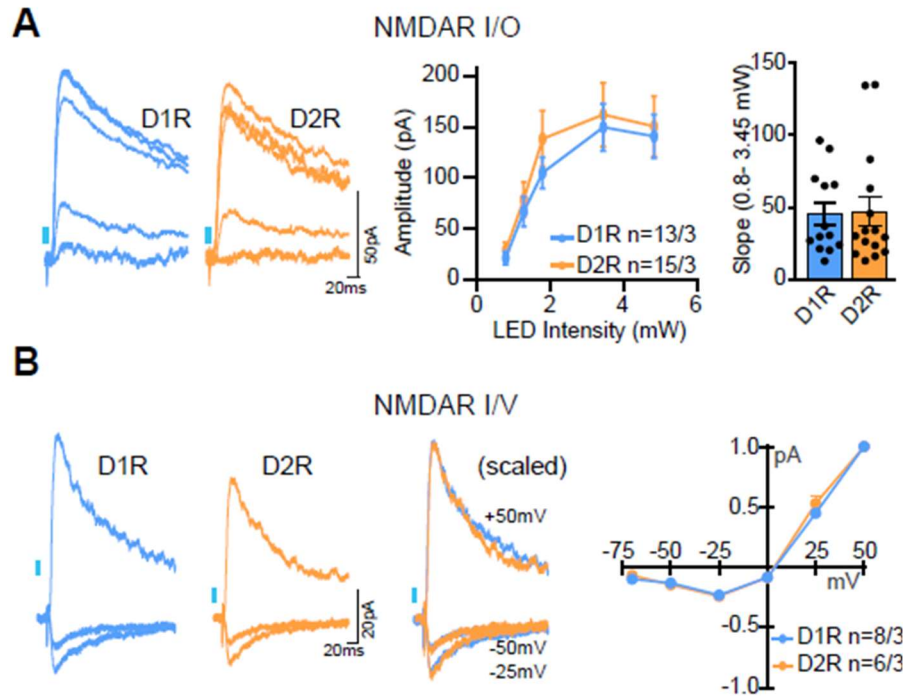 A
NMDAR I/O
D1R
D2R
50pA
20ms
Amplitude (pA)
200
150
100
50
0
0 2 4 6
LED Intensity (mW)
D1R n=13/3
D2R n=15/3
Slope (0.8- 3.45 mW)
150
100
50
0
D1R
D2R
B
NMDAR I/V
D1R
D2R
20pA
20ms
(scaled)
+50mV
-50mV
-25mV
1.0
pA
0.5
-75 -50 -25 0 25 50
mV
-0.5
-1.0
D1R n=8/3
D2R n=6/3